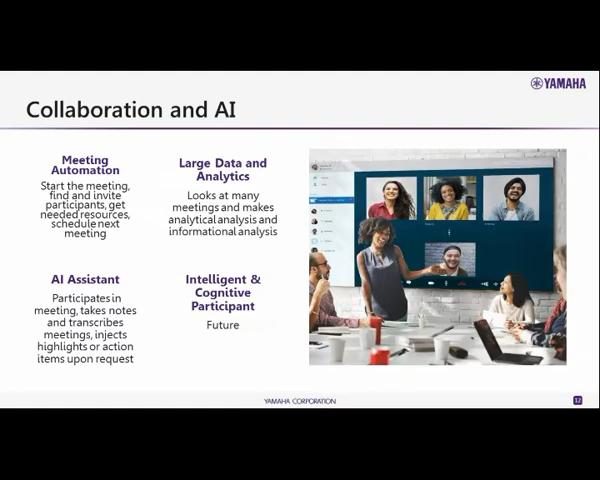 YAMAHA
Collaboration and AI
Meeting
Automation
Start the meeting,
find and invite
participants, get
needed resources,
schedule next
meeting
Large Data and
Analytics
Looks at many
meetings and makes
analytical analysis and
informational analysis
AI Assistant
Participates in
meeting, takes notes
and transcribes
meetings, injects
highlights or action
items upon request
Intelligent &
Cognitive
Participant
Future
YAMAHA CORPORATION
12